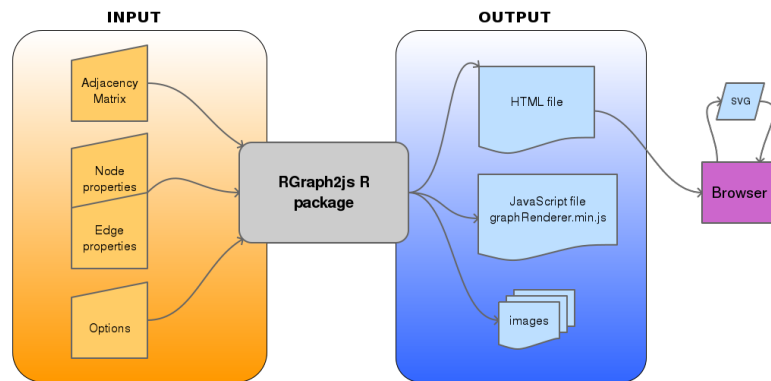 INPUT
OUTPUT
Adjacency
Matrix
Node
properties
Edge
properties
Options
RGraph2js R
package
HTML file
JavaScript file
graphRenderer.min.js
images
svg
Browser